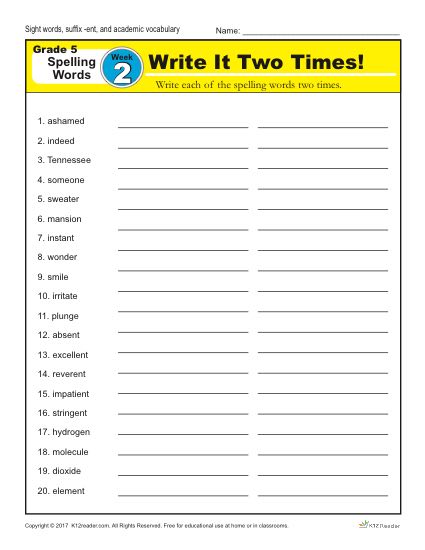 Sight words, suffix -ent, and academic vocabulary
Name: ____________________
Grade 5
Spelling
Words
Week
2
Write It Two Times!
Write each of the spelling words two times.
1. ashamed
2. indeed
3. Tennessee
4. someone
5. sweater
6. mansion
7. instant
8. wonder
9. smile
10. irritate
11. plunge
12. absent
13. excellent
14. reverent
15. impatient
16. stringent
17. hydrogen
18. molecule
19. dioxide
20. element
Copyright © 2017 K12reader.com. All Rights Reserved. Free for educational use at home or in classrooms.
K12Reader